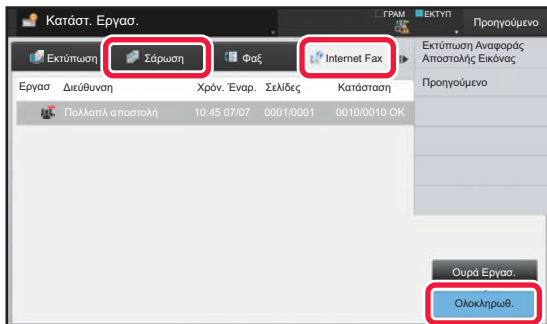 Κατάστ. Εργασ.
ΓΡΑΜ
ΕΚΤΥΠ
Προηγούμενο
Εκτύπωση
Σάρωση
Φαξ
Internet Fax
Εκτύπωση Αναφοράς
Αποστολής Εικόνας
Προηγούμενο
Εργασ Διεύθυνση Χρόν. Έναρ. Σελίδες Κατάσταση
Πολλαπλ αποστολή 10:45 07/07 0001/0001 0010/0010 OK
Ουρά Εργασ.
Ολοκληρωθ.